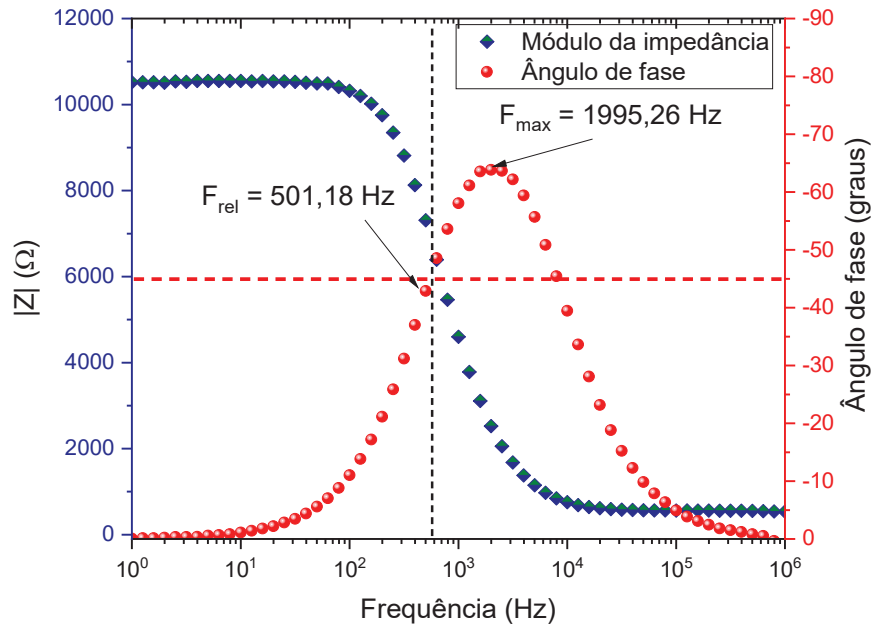 Módulo da impedância
Ângulo de fase
F_max = 1995,26 Hz
F_rel = 501,18 Hz
|Z| (Ω)
12000
10000
8000
6000
4000
2000
0
-90
-80
-70
-60
-50
-40
-30
-20
-10
0
Ângulo de fase (graus)
10^0 10^1 10^2 10^3 10^4 10^5 10^6
Frequência (Hz)